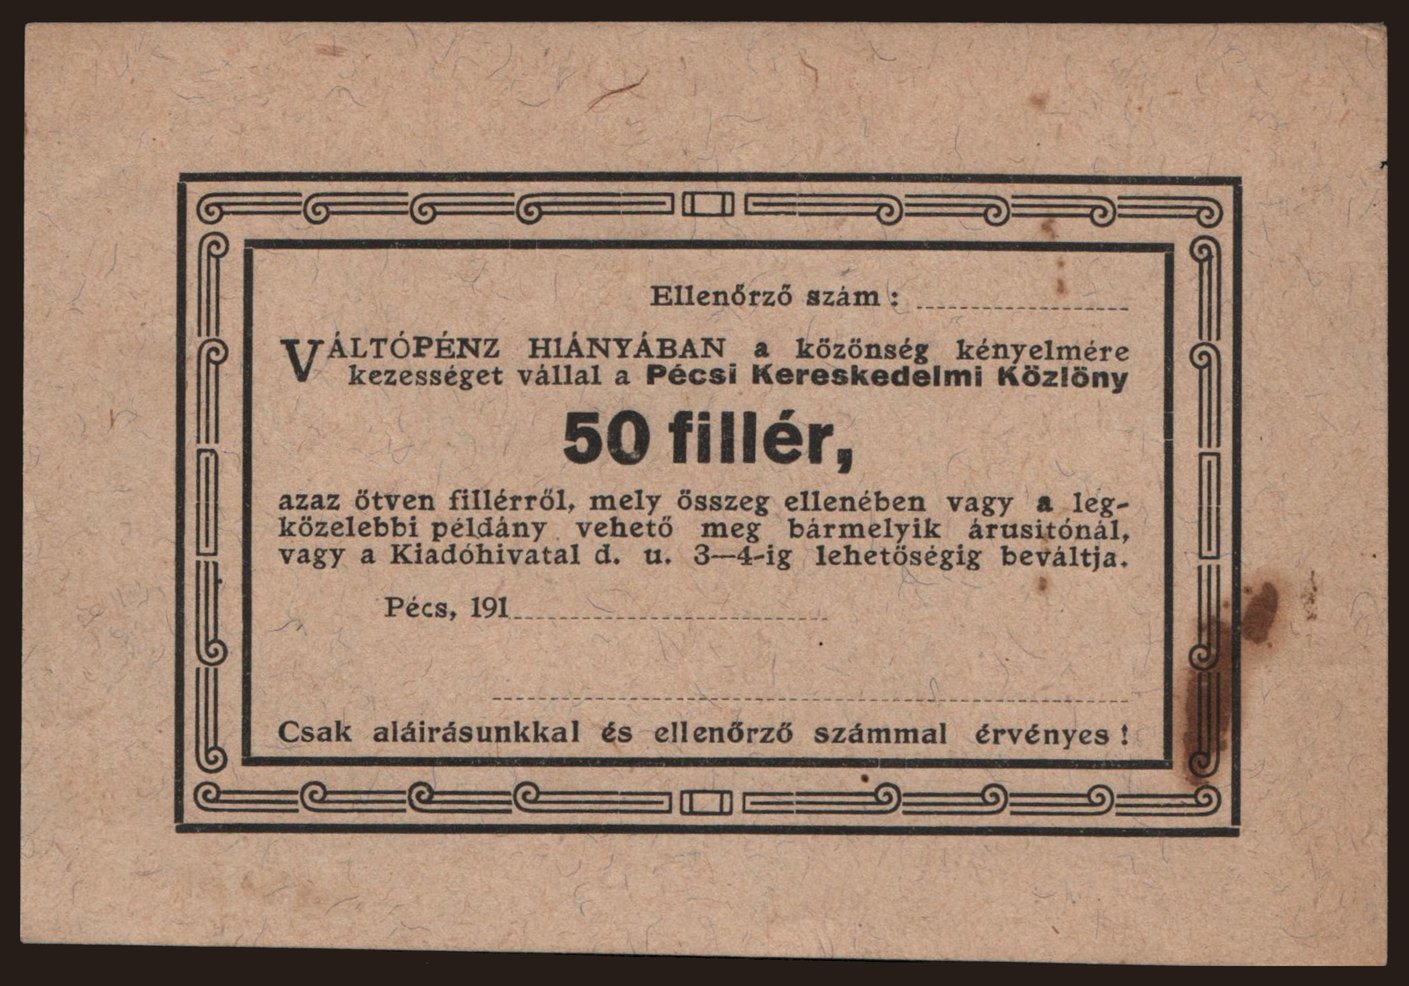 Ellenőrző szám :
VÁLTÓPÉNZ HIÁNYÁBAN a közönség kényelmére
kezességet vállal a Pécsi Kereskedelmi Közlöny
50 fillér,
azaz ötven fillérről, mely összeg ellenében vagy a leg-
közelebbi példány vehető meg bármelyik árusitónál,
vagy a Kiadóhivatal d. u. 3—4-ig lehetőségig beváltja.
Pécs, 191
Csak aláirásunkkal és ellenőrző számmal érvényes !